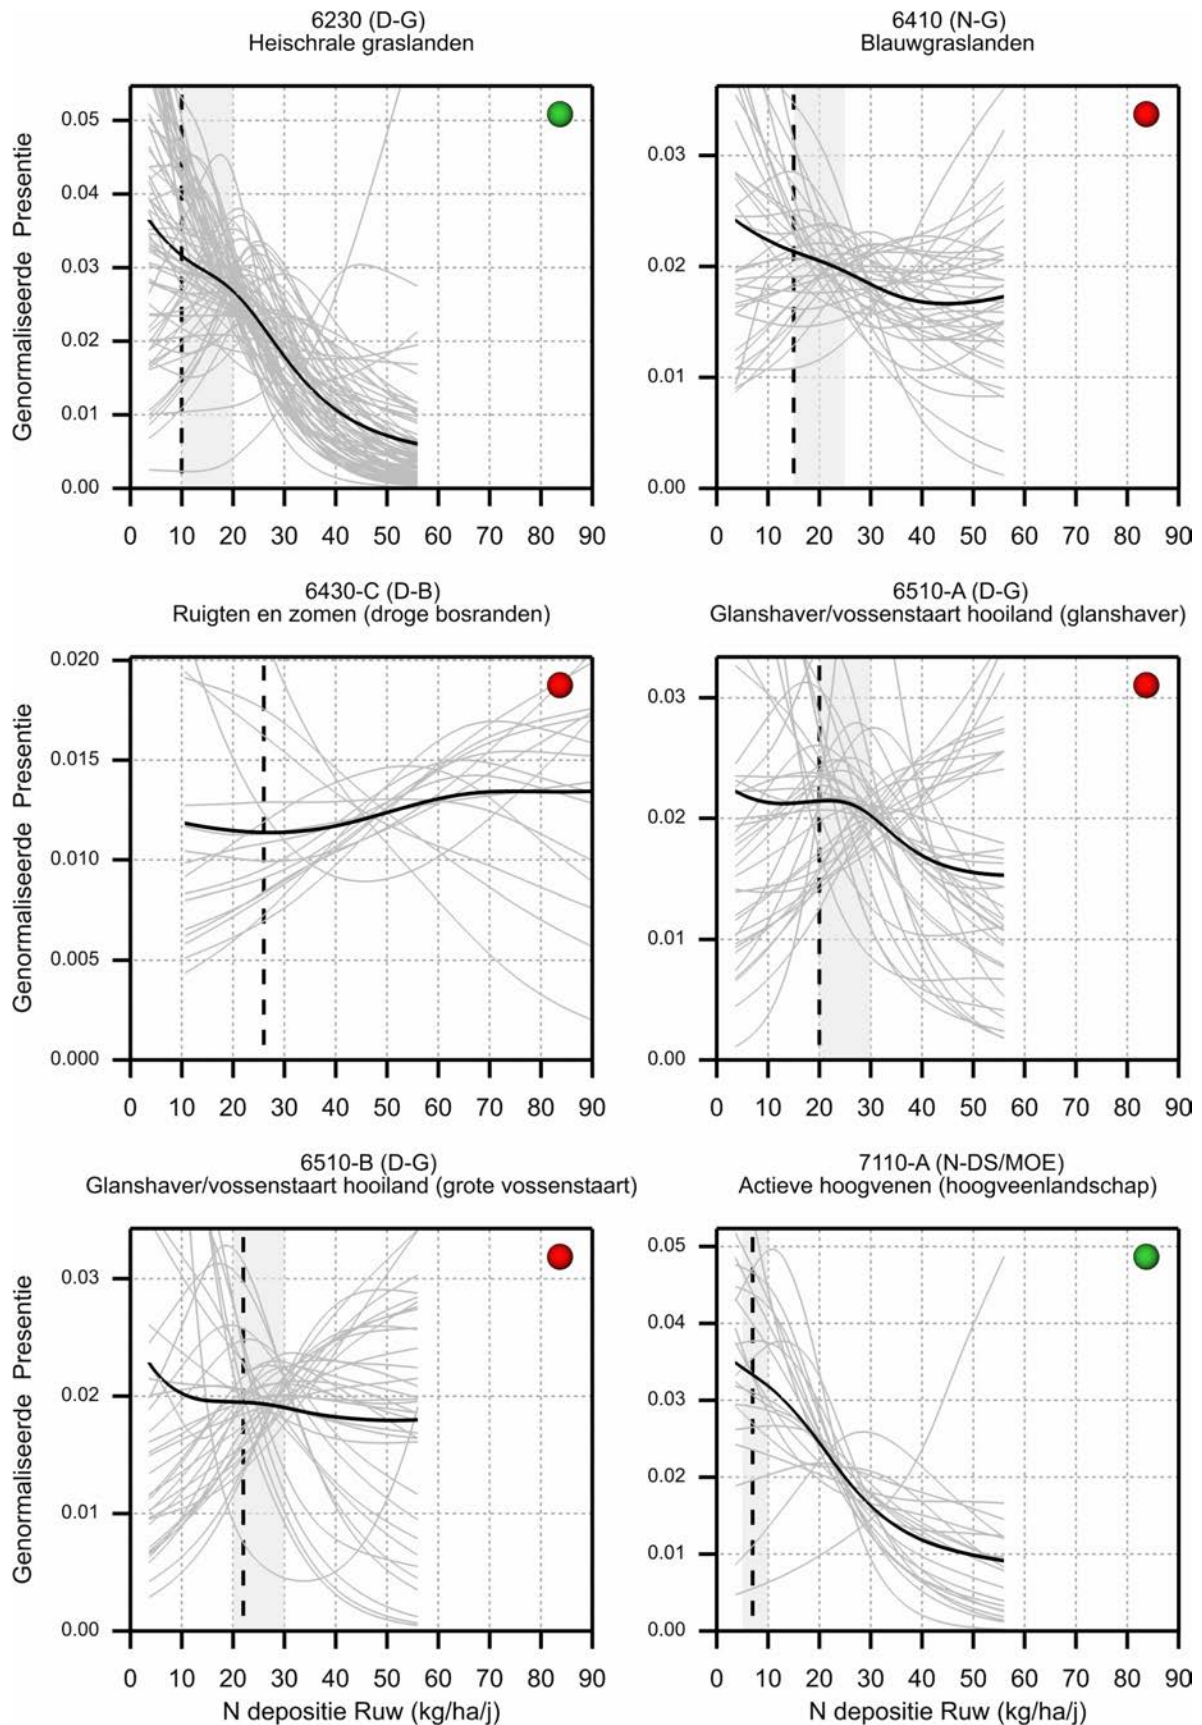 6230 (D-G)
Heischrale graslanden
6410 (N-G)
Blauwgraslanden
Genormaliseerde Presentie
0.05
0.04
0.03
0.02
0.01
0.00
0 10 20 30 40 50 60 70 80 90
0.03
0.02
0.01
0.00
0 10 20 30 40 50 60 70 80 90
6430-C (D-B)
Ruigten en zomen (droge bosranden)
6510-A (D-G)
Glanshaver/vossenstaart hooiland (glanshaver)
Genormaliseerde Presentie
0.020
0.015
0.010
0.005
0.000
0 10 20 30 40 50 60 70 80 90
0.03
0.02
0.01
0.00
0 10 20 30 40 50 60 70 80 90
6510-B (D-G)
Glanshaver/vossenstaart hooiland (grote vossenstaart)
7110-A (N-DS/MOE)
Actieve hoogvenen (hoogveenlandschap)
Genormaliseerde Presentie
0.03
0.02
0.01
0.00
0 10 20 30 40 50 60 70 80 90
N depositie Ruw (kg/ha/j)
0.05
0.04
0.03
0.02
0.01
0.00
0 10 20 30 40 50 60 70 80 90
N depositie Ruw (kg/ha/j)